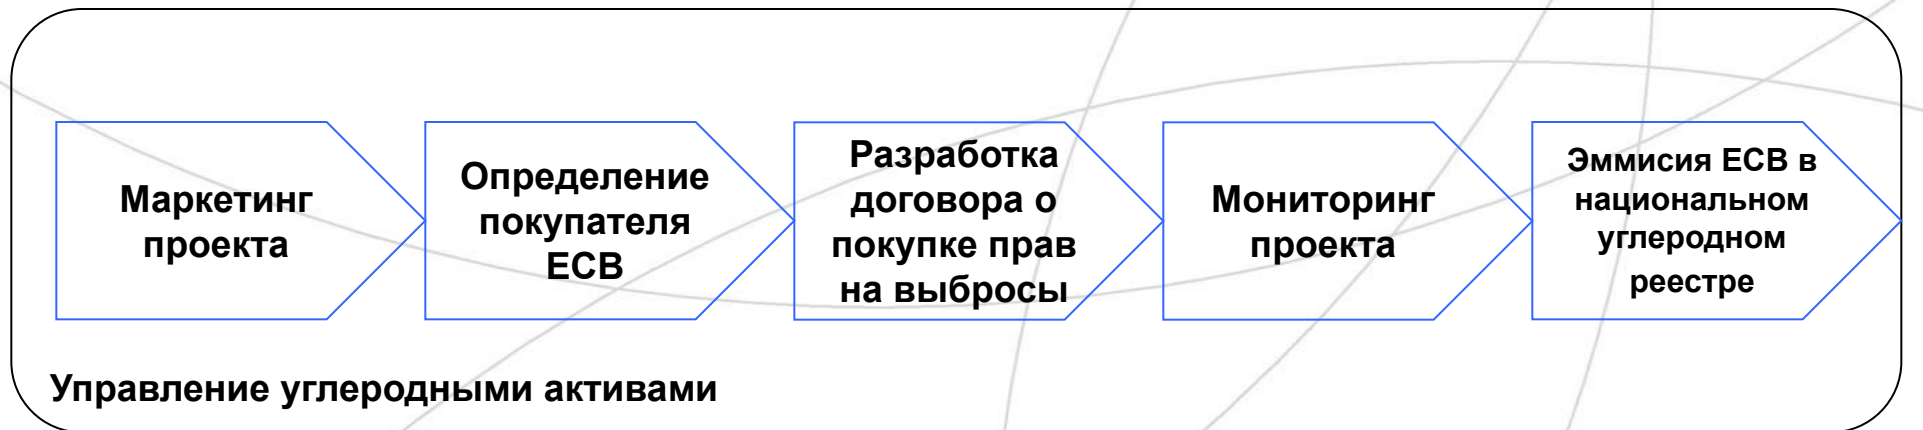 Маркетинг
проекта
Определение
покупателя
ЕСВ
Разработка
договора о
покупке прав
на выбросы
Мониторинг
проекта
Эммисия ЕСВ в
национальном
углеродном
реестре
Управление углеродными активами